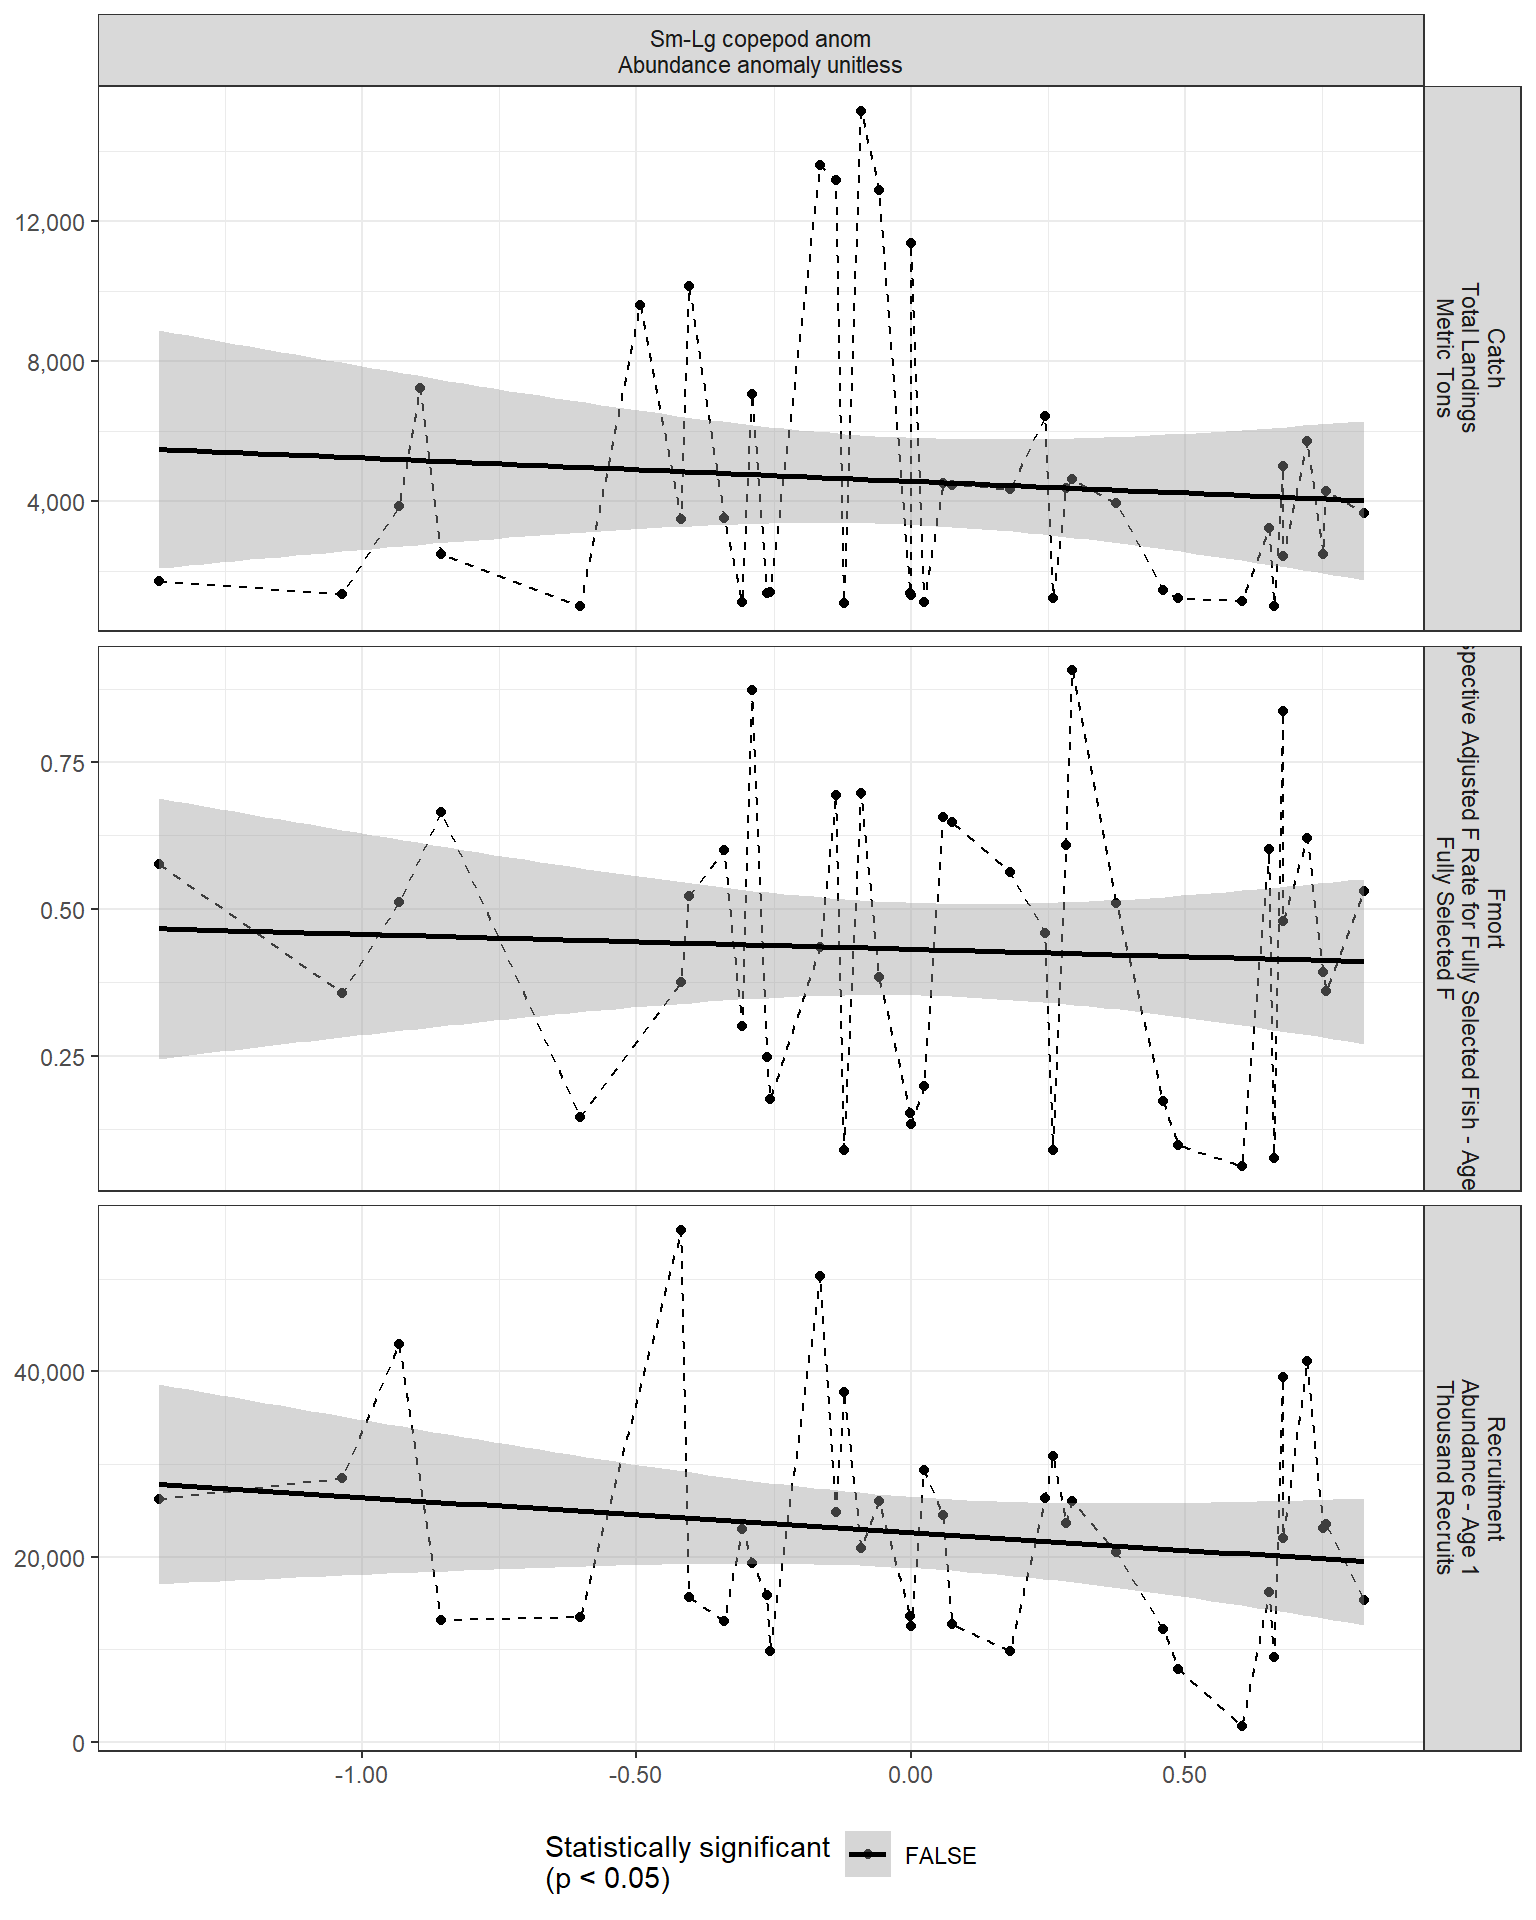 Sm-Lg copepod anom
Abundance anomaly unitless
12,000
8,000
4,000
Catch
Total Landings
Metric Tons
0.75
0.50
0.25
Fmort
Adjusted F Rate for Fully Selected Fish - Age
Fully Selected F
40,000
20,000
0
Recruitment
Abundance - Age 1
Thousand Recruits
-1.00
-0.50
0.00
0.50
Statistically significant
(p < 0.05)
FALSE